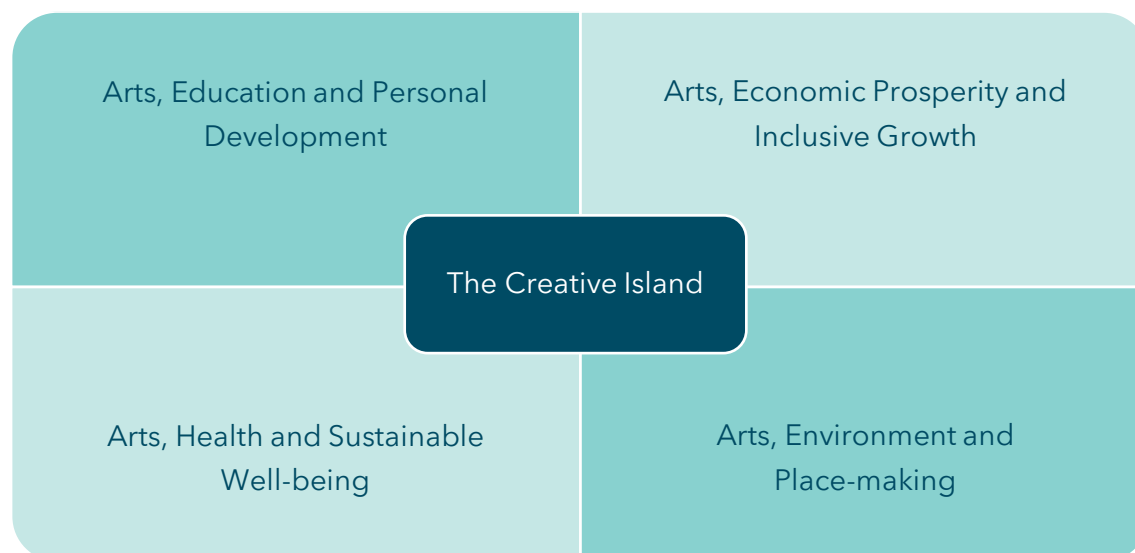 Arts, Education and Personal
Development
Arts, Economic Prosperity and
Inclusive Growth
The Creative Island
Arts, Health and Sustainable
Well-being
Arts, Environment and
Place-making